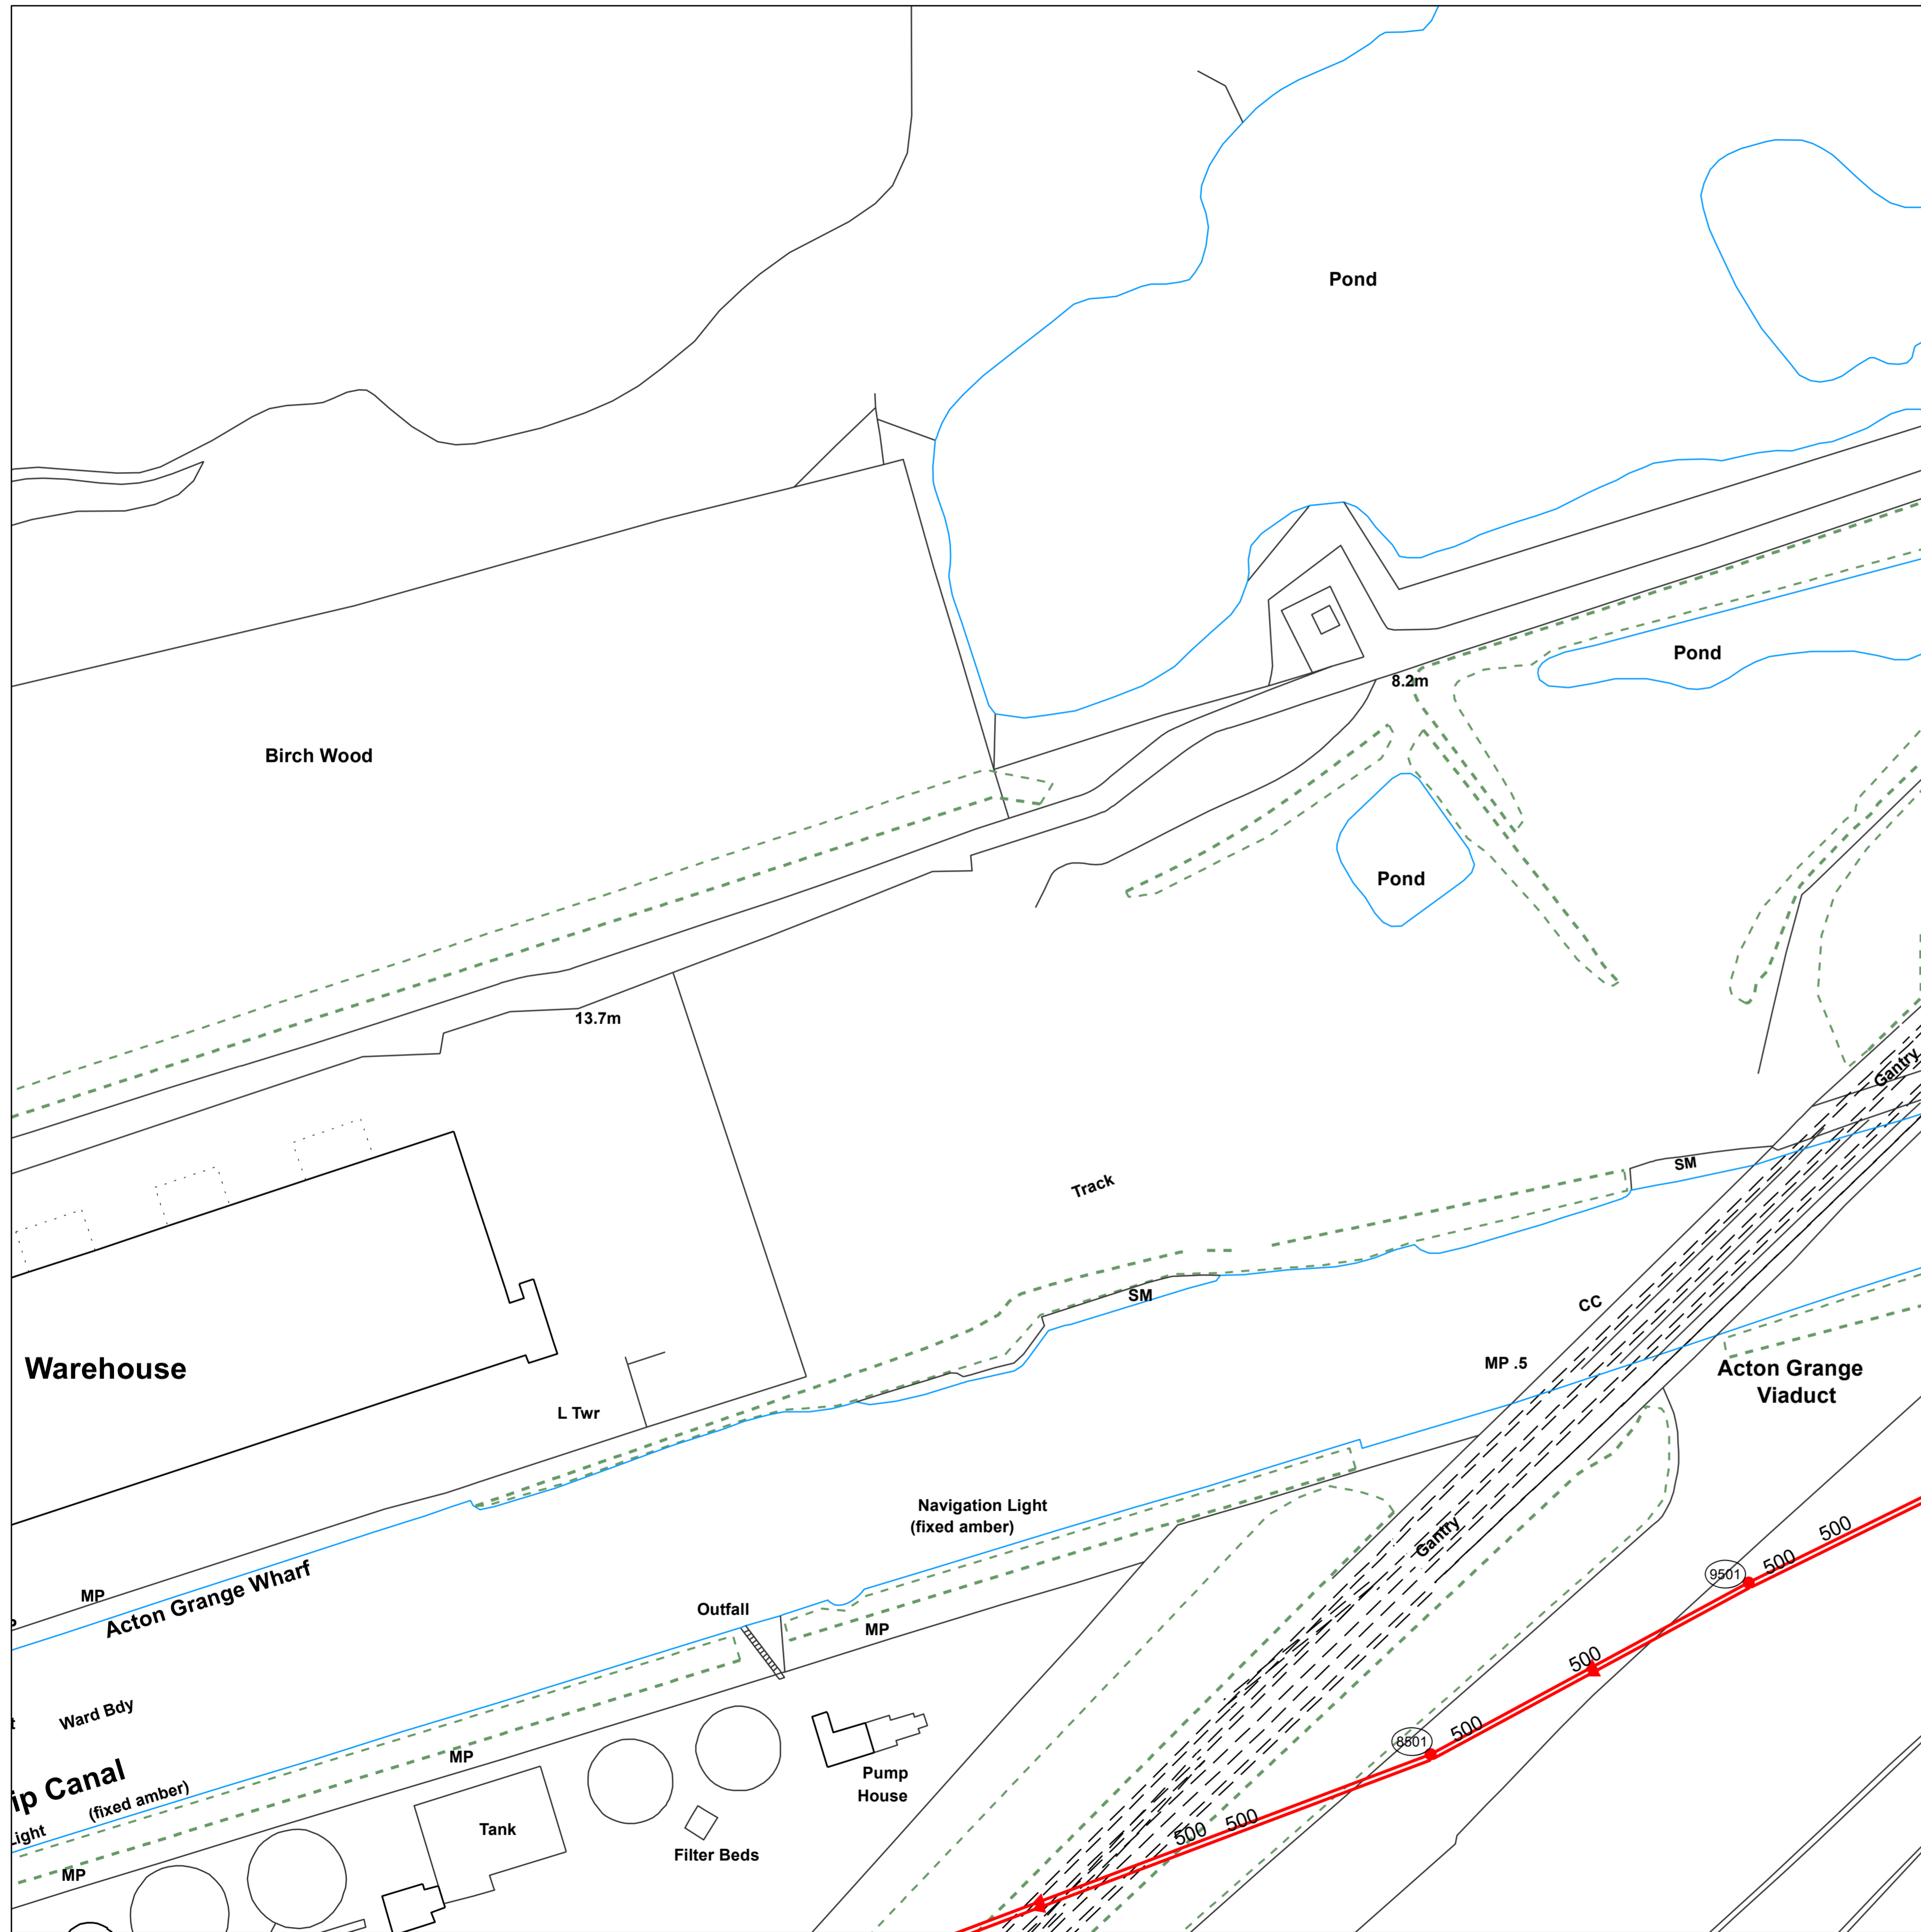 Pond
Pond
8.2m
Birch Wood
Pond
13.7m
Gantry
SM
Track
SM
CC
MP .5
Warehouse
Acton Grange
Viaduct
L Twr
Navigation Light
(fixed amber)
Gantry
500
500
9501
MP
Acton Grange Wharf
Outfall
MP
500
Ward Bdy
500
8501
MP
ip Canal
(fixed amber)
Pump
House
500
500
Light
Tank
Filter Beds
MP